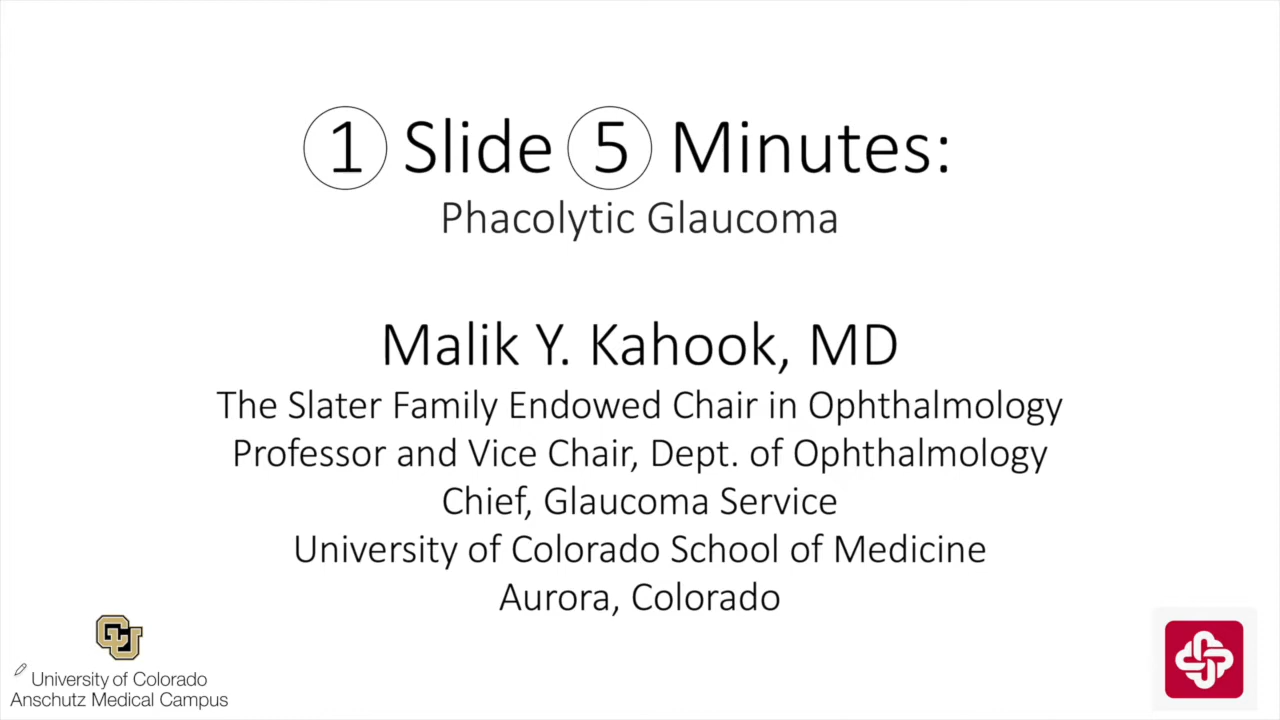 1 Slide 5 Minutes:
Phacolytic Glaucoma
Malik Y. Kahook, MD
The Slater Family Endowed Chair in Ophthalmology
Professor and Vice Chair, Dept. of Ophthalmology
Chief, Glaucoma Service
University of Colorado School of Medicine
Aurora, Colorado
CU
University of Colorado
Anschutz Medical Campus